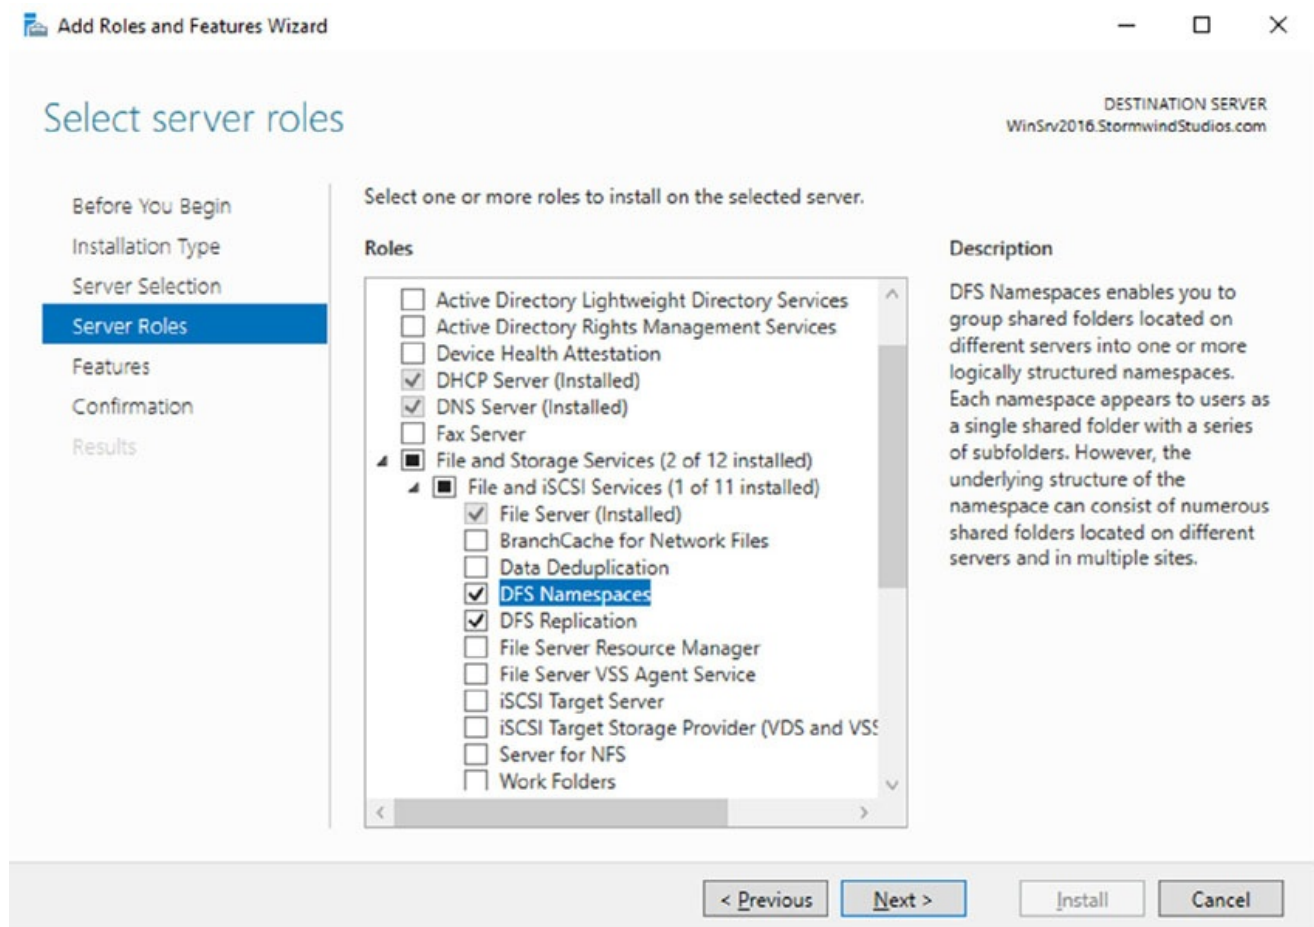 Add Roles and Features Wizard
Select server roles
DESTINATION SERVER
WinSrv2016.StormwindStudios.com
Before You Begin
Installation Type
Server Selection
Server Roles
Features
Confirmation
Results
Select one or more roles to install on the selected server.
Roles
Active Directory Lightweight Directory Services
Active Directory Rights Management Services
Device Health Attestation
DHCP Server (Installed)
DNS Server (Installed)
Fax Server
File and Storage Services (2 of 12 installed)
File and iSCSI Services (1 of 11 installed)
File Server (Installed)
BranchCache for Network Files
Data Deduplication
DFS Namespaces
DFS Replication
File Server Resource Manager
File Server VSS Agent Service
iSCSI Target Server
iSCSI Target Storage Provider (VDS and VSS
Server for NFS
Work Folders
Description
DFS Namespaces enables you to
group shared folders located on
different servers into one or more
logically structured namespaces.
Each namespace appears to users as
a single shared folder with a series
of subfolders. However, the
underlying structure of the
namespace can consist of numerous
shared folders located on different
servers and in multiple sites.
< Previous
Next >
Install
Cancel